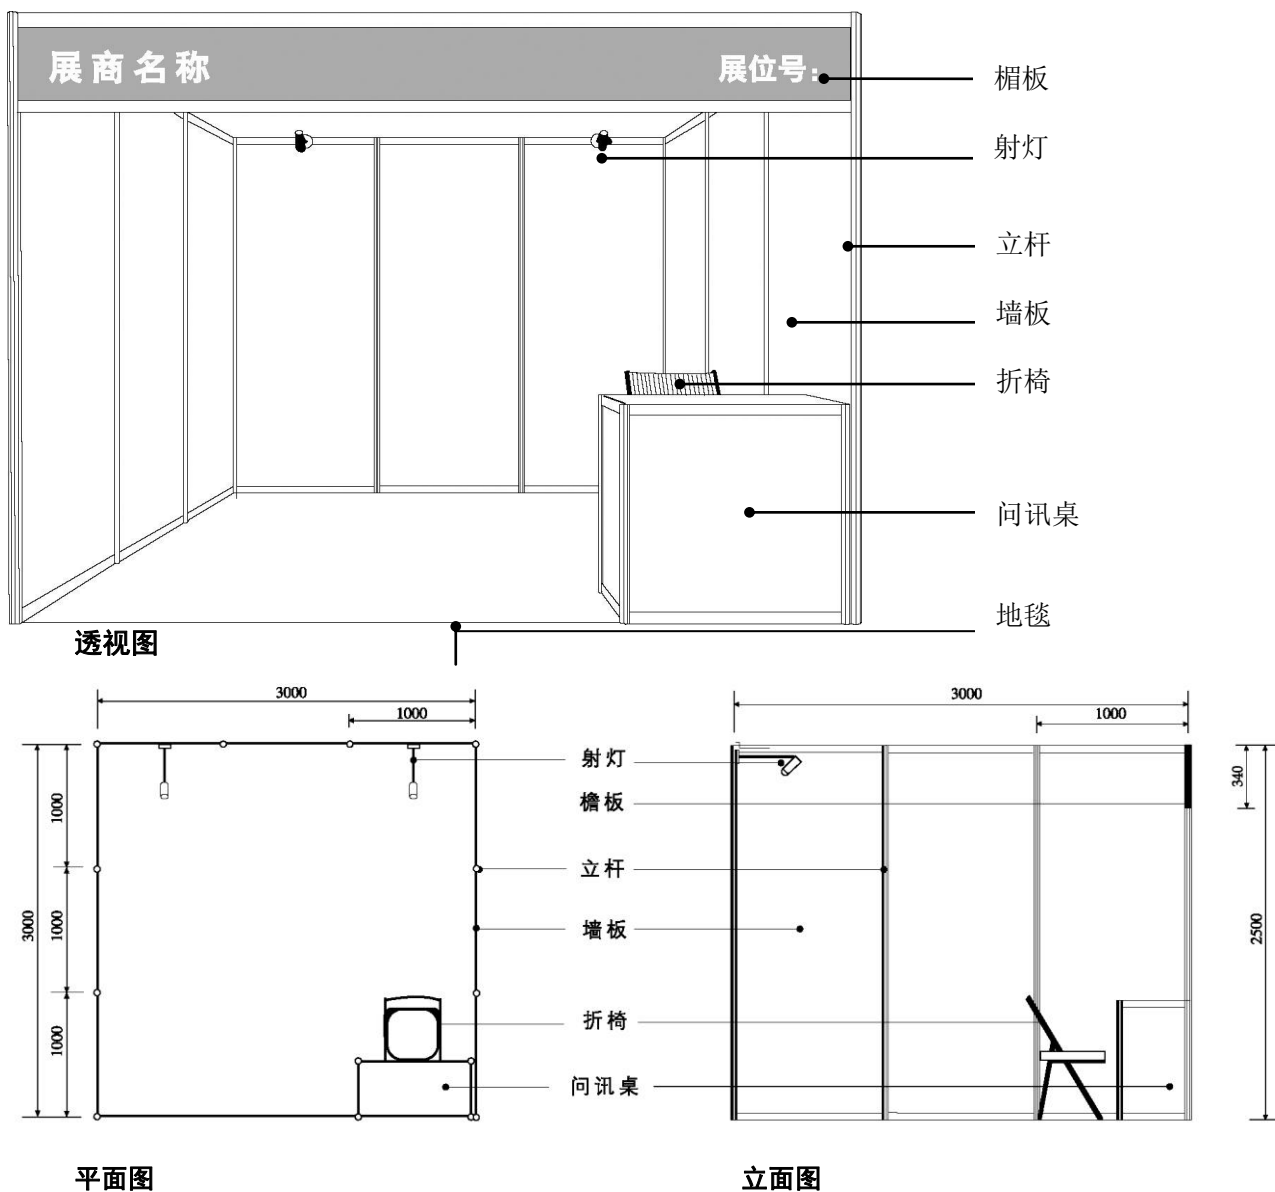 展商名称
展位号:
楣板
射灯
立杆
墙板
折椅
问讯桌
地毯
透视图
3000
1000
3000
1000
1000
1000
射灯
檐板
立杆
墙板
折椅
问讯桌
3000
1000
340
2500
平面图
立面图